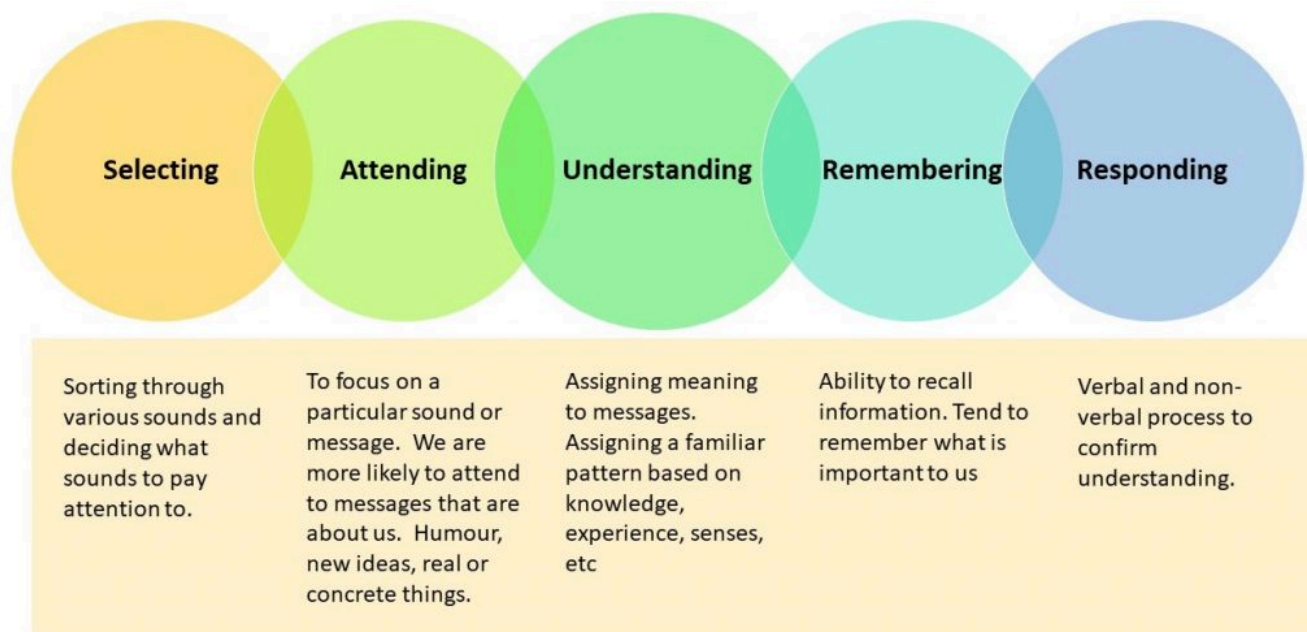 Selecting
Attending
Understanding
Remembering
Responding
Sorting through
various sounds and
deciding what
sounds to pay
attention to.
To focus on a
particular sound or
message.  We are
more likely to attend
to messages that are
about us.  Humour,
new ideas, real or
concrete things.
Assigning meaning
to messages.
Assigning a familiar
pattern based on
knowledge,
experience, senses,
etc
Ability to recall
information. Tend to
remember what is
important to us
Verbal and non-
verbal process to
confirm
understanding.